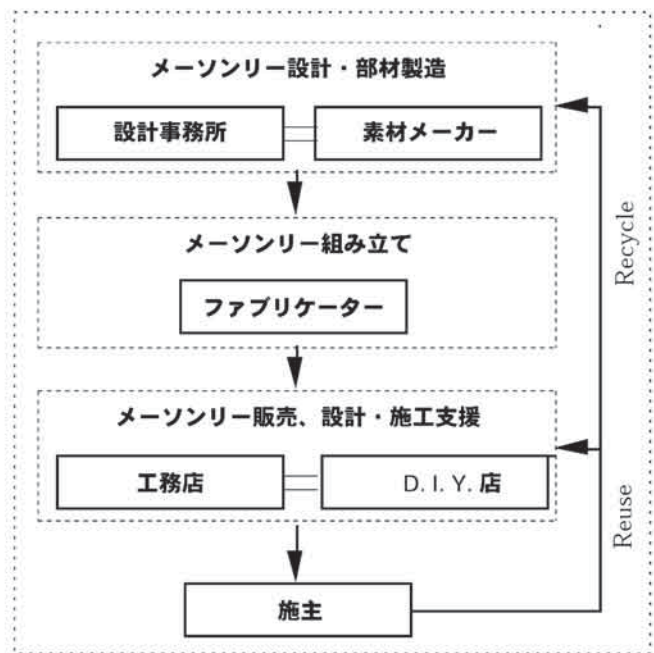 メーソンリー設計・部材製造
設計事務所
素材メーカー
メーソンリー組み立て
ファブリケーター
メーソンリー販売、設計・施工支援
工務店
D. I. Y. 店
施主
Recycle
Reuse